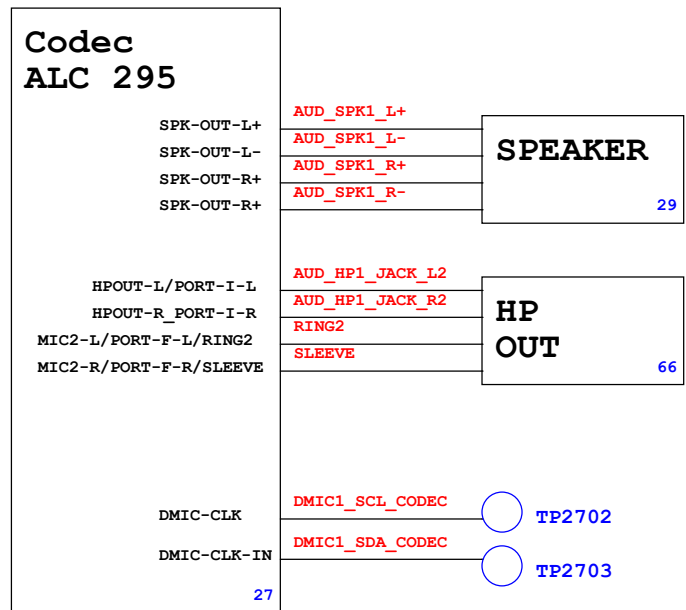 Codec
ALC 295
SPK-OUT-L+
AUD_SPK1_L+
SPK-OUT-L-
AUD_SPK1_L-
SPK-OUT-R+
AUD_SPK1_R+
SPK-OUT-R+
AUD_SPK1_R-
SPEAKER
29
HPOUT-L/PORT-I-L
AUD_HP1_JACK_L2
HPOUT-R_PORT-I-R
AUD_HP1_JACK_R2
MIC2-L/PORT-F-L/RING2
RING2
MIC2-R/PORT-F-R/SLEEVE
SLEEVE
HP
OUT
66
DMIC-CLK
DMIC1_SCL_CODEC
TP2702
DMIC-CLK-IN
DMIC1_SDA_CODEC
TP2703
27